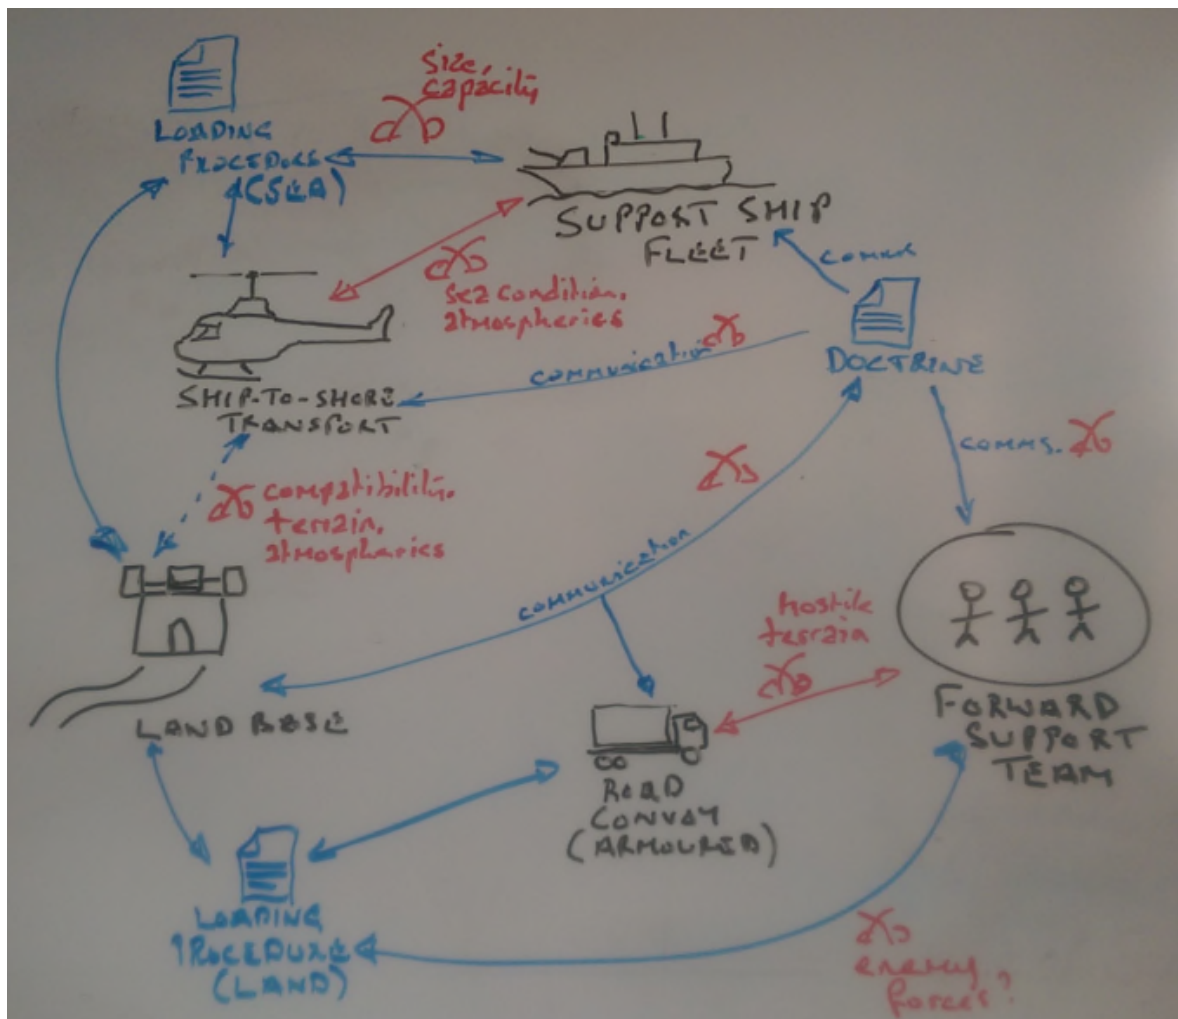 size,
capacity,
LOADING
PROCEDURE
(SEA)
SUPPORT SHIP
FLEET
comms
sea condition,
atmospherics
DOCTRINE
communication
SHIP-TO-SHORE
TRANSPORT
comms.
compatibility,
terrain,
atmospherics
communication
hostile
terrain
LAND BASE
FORWARD
SUPPORT
TEAM
ROAD
CONVOY
(ARMOURED)
LOADING
PROCEDURE
(LAND)
enemy
forces?